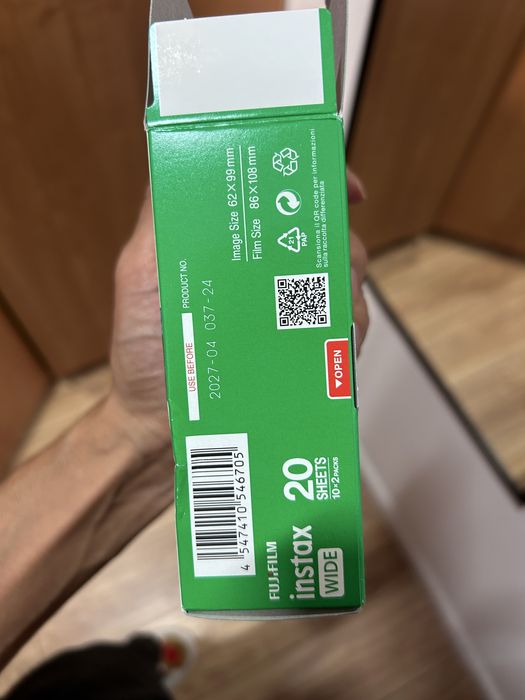 FUJIFILM
instax
WIDE
20
SHEETS
10×2 PACKS
4 547410 546705
OPEN
USE BEFORE
PRODUCT NO.
2027-04 037-24
Image Size 62×99mm
Film Size 86×108mm
21
PAP
Scansiona il QR code per informazioni
sulla raccolta differenziata